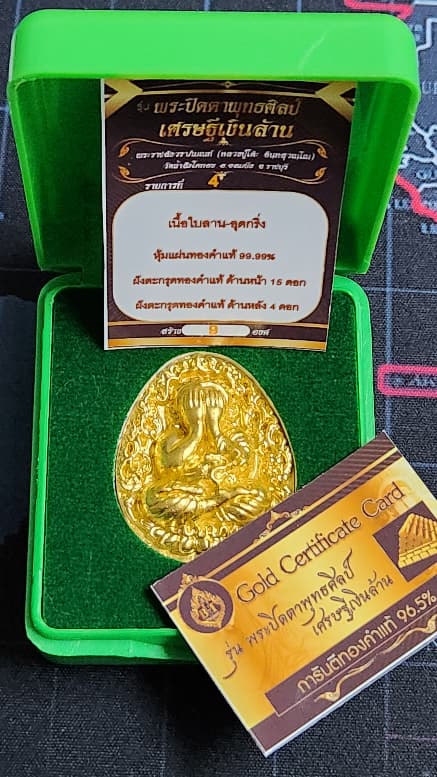 รุ่น พระปิดตาพุทธศิลป์
เศรษฐีเงินล้าน
รายการที่ 4
เนื้อใบลาน-อุดกริ่ง
หุ้มแผ่นทองคำแท้ 99.99%
ฝังตะกรุดทองคำแท้ ด้านหน้า 15 ดอก
ฝังตะกรุดทองคำแท้ ด้านหลัง 4 ดอก
สร้าง 9 องค์
Gold Certificate Card
รุ่น พระปิดตาพุทธศิลป์
เศรษฐีเงินล้าน
การันตีทองคำแท้ 96.5%